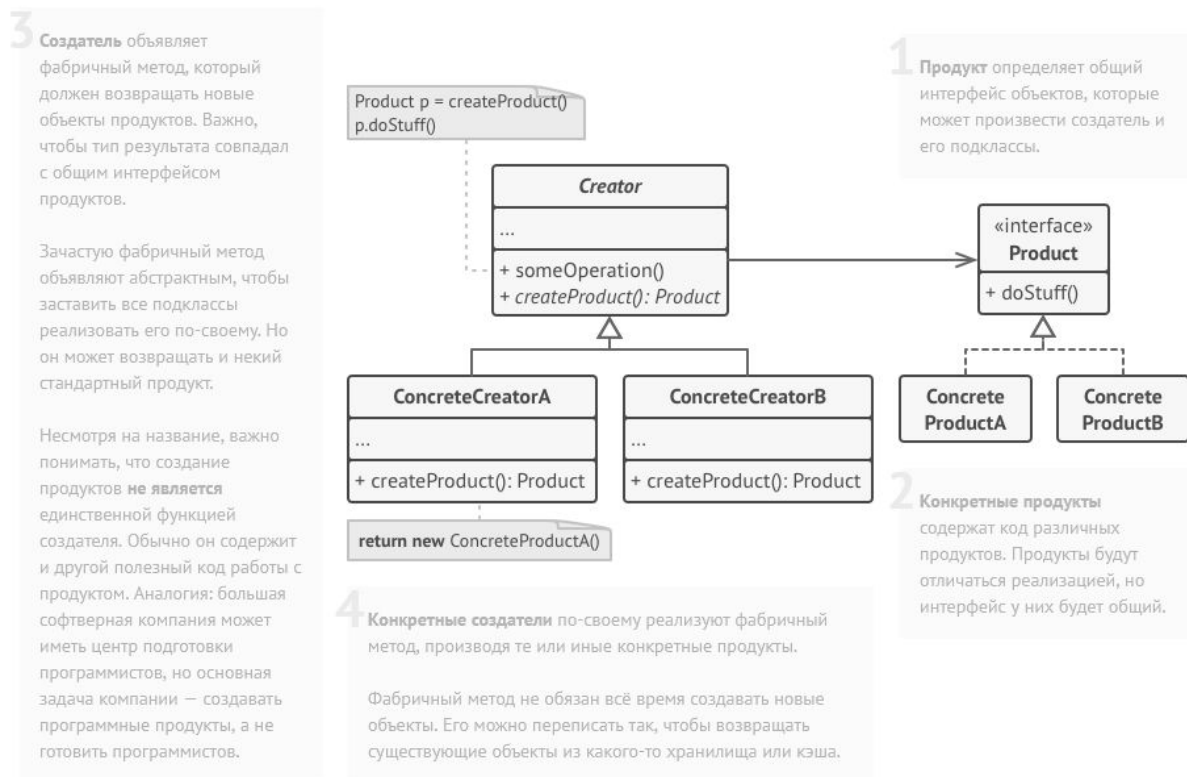 3
Создатель объявляет
фабричный метод, который
должен возвращать новые
объекты продуктов. Важно,
чтобы тип результата совпадал
с общим интерфейсом
продуктов.
Зачастую фабричный метод
объявляют абстрактным, чтобы
заставить все подклассы
реализовать его по-своему. Но
он может возвращать и некий
стандартный продукт.
Несмотря на название, важно
понимать, что создание
продуктов не является
единственной функцией
создателя. Обычно он содержит
и другой полезный код работы с
продуктом. Аналогия: большая
софтверная компания может
иметь центр подготовки
программистов, но основная
задача компании — создавать
программные продукты, а не
готовить программистов.
Product p = createProduct()
p.doStuff()
Creator
...
+ someOperation()
+ createProduct(): Product
ConcreteCreatorA
...
+ createProduct(): Product
ConcreteCreatorB
...
+ createProduct(): Product
return new ConcreteProductA()
1
Продукт определяет общий
интерфейс объектов, которые
может произвести создатель и
его подклассы.
«interface»
Product
+ doStuff()
Concrete
ProductA
Concrete
ProductB
2
Конкретные продукты
содержат код различных
продуктов. Продукты будут
отличаться реализацией, но
интерфейс у них будет общий.
4
Конкретные создатели по-своему реализуют фабричный
метод, производя те или иные конкретные продукты.
Фабричный метод не обязан всё время создавать новые
объекты. Его можно переписать так, чтобы возвращать
существующие объекты из какого-то хранилища или кэша.